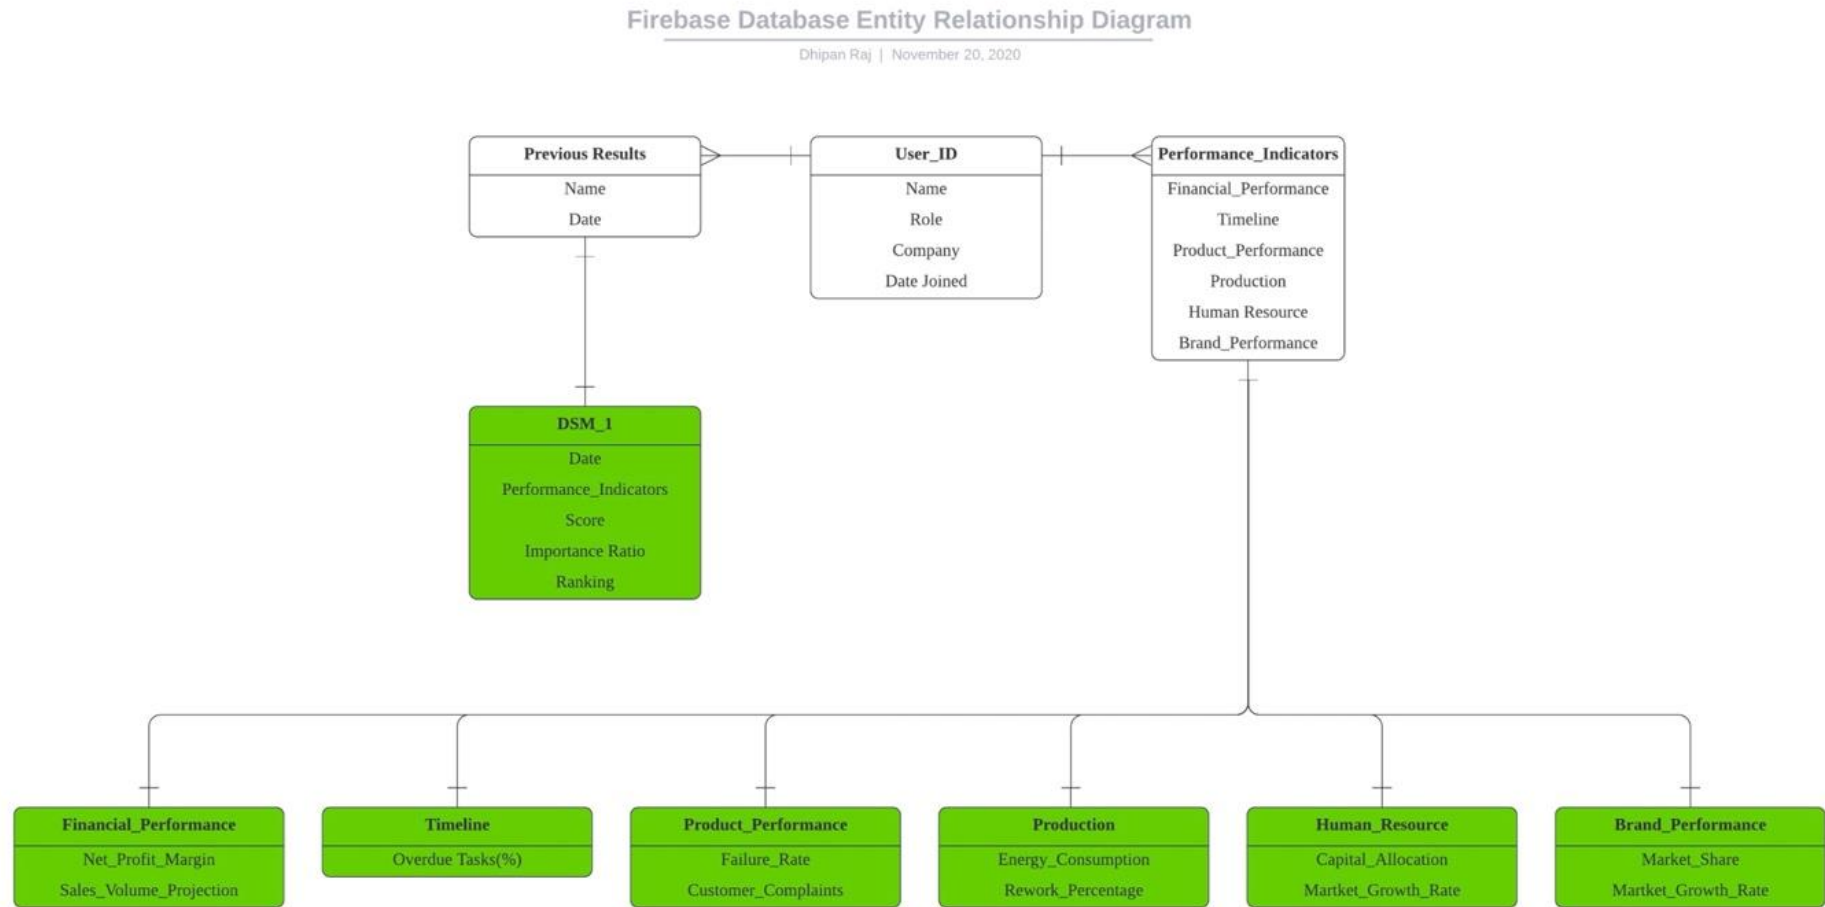 Firebase Database Entity Relationship Diagram
Dhipan Raj | November 20, 2020
Previous Results
Name
Date
User_ID
Name
Role
Company
Date Joined
Performance_Indicators
Financial_Performance
Timeline
Product_Performance
Production
Human Resource
Brand_Performance
DSM_1
Date
Performance_Indicators
Score
Importance Ratio
Ranking
Financial_Performance
Net_Profit_Margin
Sales_Volume_Projection
Timeline
Overdue Tasks(%)
Product_Performance
Failure_Rate
Customer_Complaints
Production
Energy_Consumption
Rework_Percentage
Human_Resource
Capital_Allocation
Martket_Growth_Rate
Brand_Performance
Market_Share
Martket_Growth_Rate